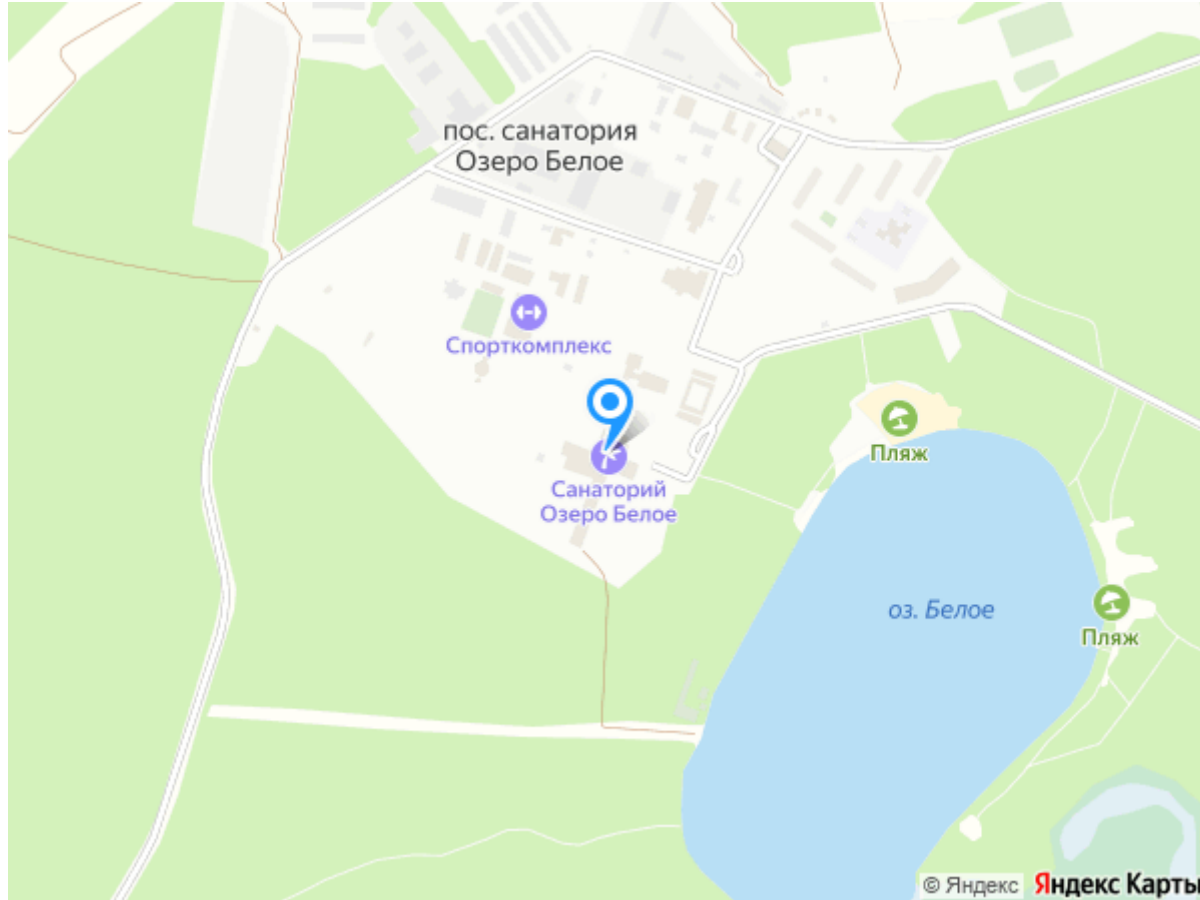 пос. санатория
Озеро Белое
Спорткомплекс
Пляж
Санаторий
Озеро Белое
оз. Белое
Пляж
© Яндекс Яндекс Карты